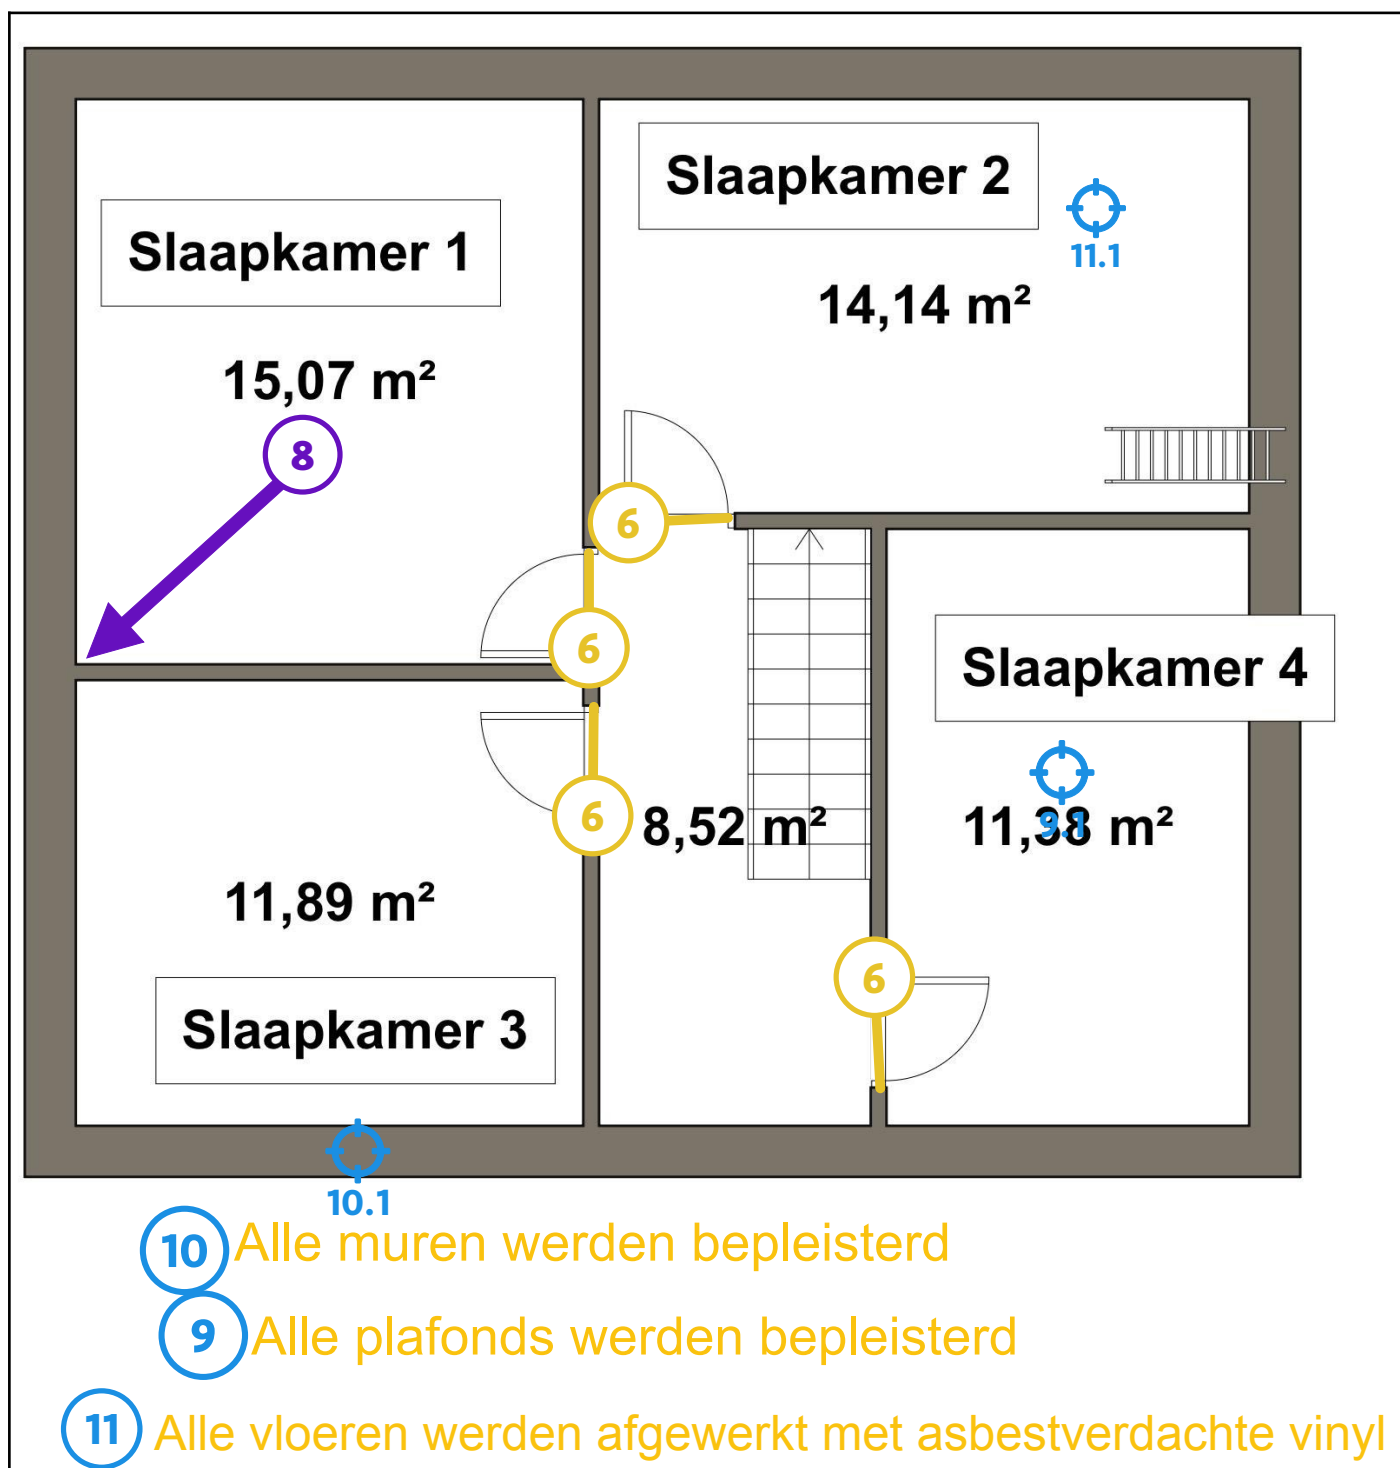 Slaapkamer 2
11.1
Slaapkamer 1
14,14 m²
15,07 m²
8
6
6
Slaapkamer 4
6
8,52 m²
11,38 m²
9.1
11,89 m²
6
Slaapkamer 3
10.1
10 Alle muren werden bepleisterd
9 Alle plafonds werden bepleisterd
11 Alle vloeren werden afgewerkt met asbestverdachte vinyl